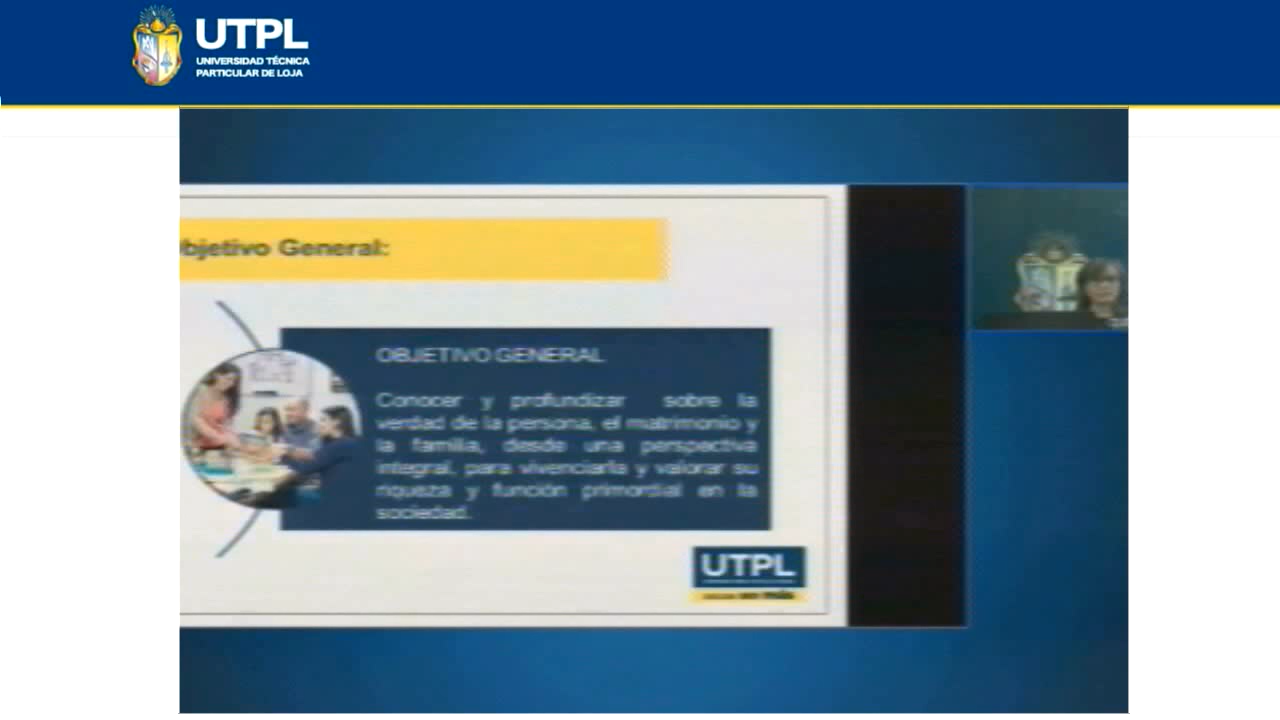 UTPL
UNIVERSIDAD TÉCNICA
PARTICULAR DE LOJA
bjetivo General:
OBJETIVO GENERAL
Conocer y profundizar sobre la
verdad de la persona, el matrimonio y
la familia, desde una perspectiva
integral, para vivenciarla y valorar su
riqueza y función primordial en la
sociedad.
UTPL